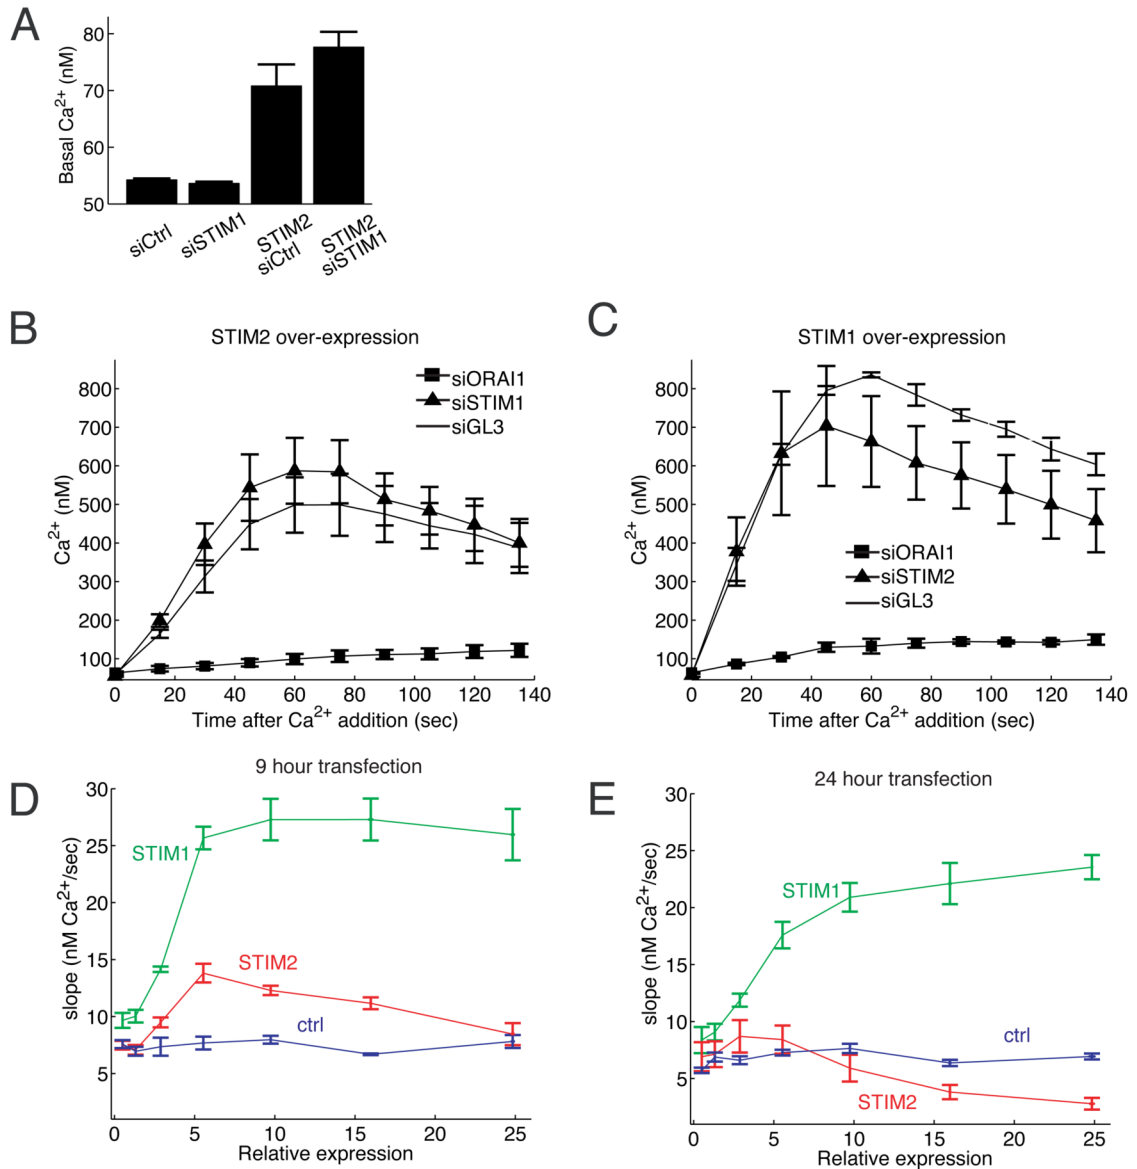 A
Basal Ca²⁺ (nM)
80
70
60
50
siCtrl
siSTIM1
STIM2
siCtrl
STIM2
siSTIM1
B
STIM2 over-expression
siORAI1
siSTIM1
siGL3
Ca²⁺ (nM)
800
700
600
500
400
300
200
100
0 20 40 60 80 100 120 140
Time after Ca²⁺ addition (sec)
C
STIM1 over-expression
Ca²⁺ (nM)
800
700
600
500
400
300
200
100
siORAI1
siSTIM2
siGL3
0 20 40 60 80 100 120 140
Time after Ca²⁺ addition (sec)
D
9 hour transfection
slope (nM Ca²⁺/sec)
30
25
20
15
10
5
STIM1
STIM2
ctrl
0 5 10 15 20 25
Relative expression
E
24 hour transfection
slope (nM Ca²⁺/sec)
30
25
20
15
10
5
STIM1
ctrl
STIM2
0 5 10 15 20 25
Relative expression